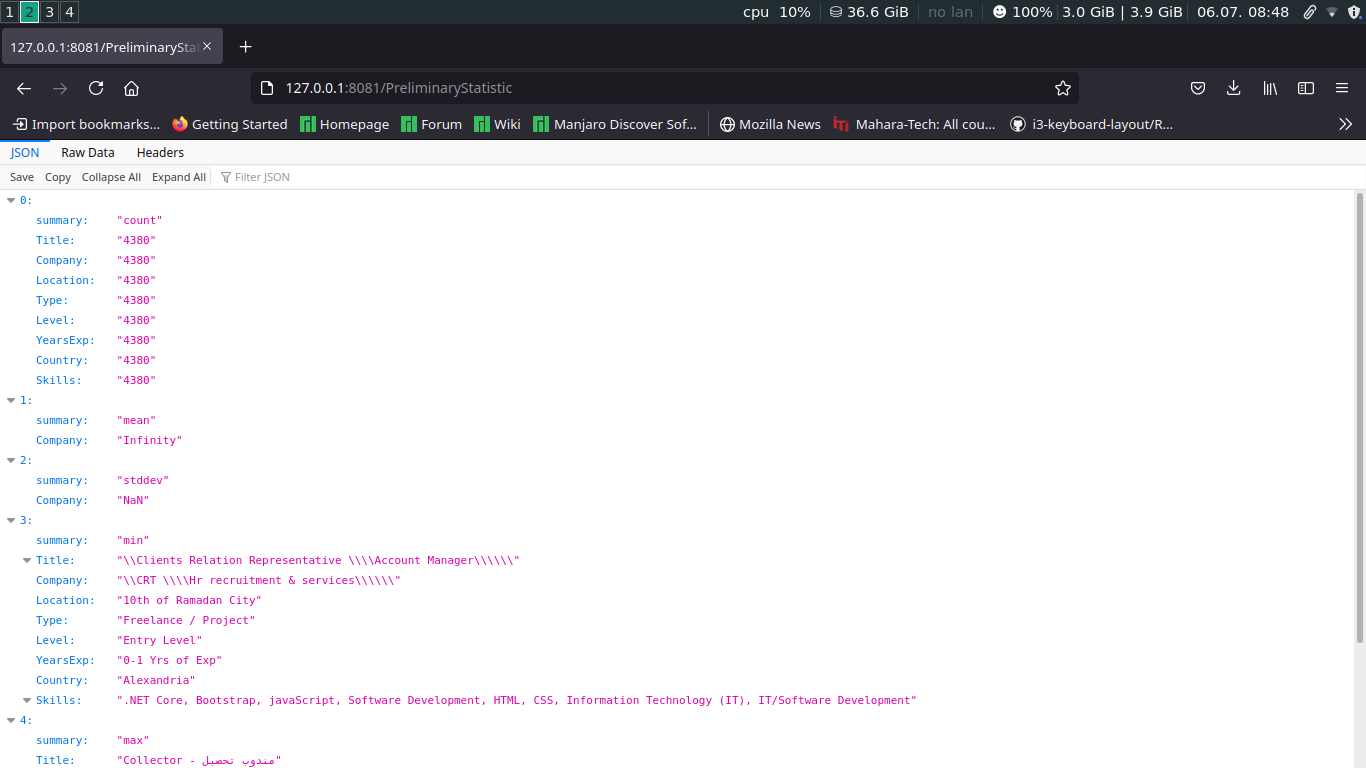 1 2 3 4 cpu 10% 36.6 GiB no lan 100% 3.0 GiB | 3.9 GiB 06.07. 08:48
127.0.0.1:8081/PreliminarySta
127.0.0.1:8081/PreliminaryStatistic
Import bookmarks... Getting Started Homepage Forum Wiki Manjaro Discover Sof... Mozilla News Mahara-Tech: All cou... i3-keyboard-layout/R...
JSON Raw Data Headers
Save Copy Collapse All Expand All Filter JSON
0:
summary: "count"
Title: "4380"
Company: "4380"
Location: "4380"
Type: "4380"
Level: "4380"
YearsExp: "4380"
Country: "4380"
Skills: "4380"
1:
summary: "mean"
Company: "Infinity"
2:
summary: "stddev"
Company: "NaN"
3:
summary: "min"
Title: "\\Clients Relation Representative \\\\Account Manager\\\\\\"
Company: "\\CRT \\\\Hr recruitment & services\\\\\\"
Location: "10th of Ramadan City"
Type: "Freelance / Project"
Level: "Entry Level"
YearsExp: "0-1 Yrs of Exp"
Country: "Alexandria"
Skills: ".NET Core, Bootstrap, javaScript, Software Development, HTML, CSS, Information Technology (IT), IT/Software Development"
4:
summary: "max"
Title: "Collector - مندوب تحصيل"